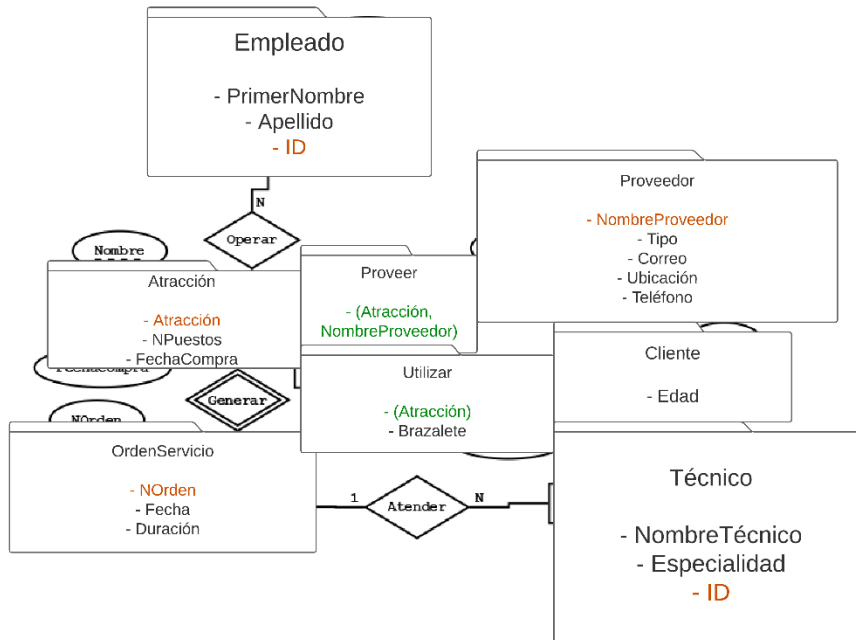 Empleado
- PrimerNombre
- Apellido
- ID
Proveedor
- NombreProveedor
- Tipo
- Correo
- Ubicación
- Teléfono
N
Operar
Nombre
Atracción
- Atracción
- NPuestos
- FechaCompra
Proveer
- (Atracción,
NombreProveedor)
Cliente
- Edad
FechaCompra
Generar
Utilizar
- (Atracción)
- Brazalete
NOrden
OrdenServicio
- NOrden
- Fecha
- Duración
1
Atender
N
Técnico
- NombreTécnico
- Especialidad
- ID